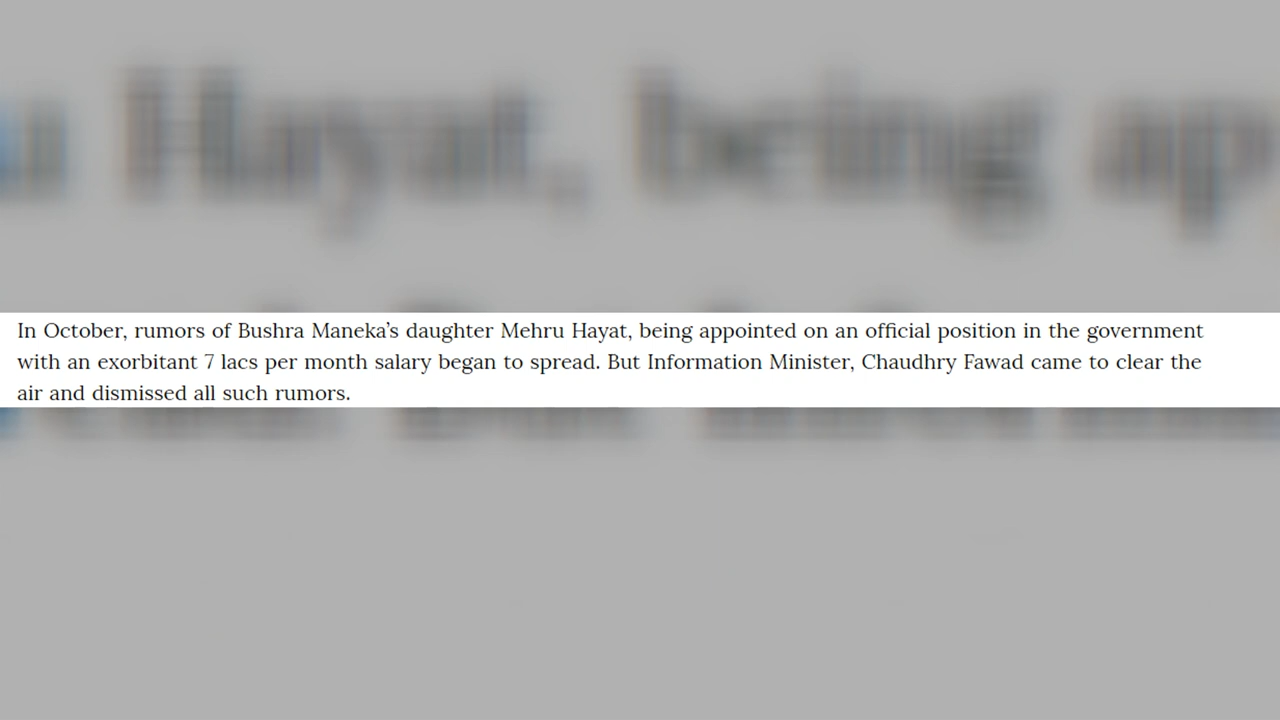 Hayat, being
In October, rumors of Bushra Maneka’s daughter Mehru Hayat, being appointed on an official position in the government
with an exorbitant 7 lacs per month salary began to spread. But Information Minister, Chaudhry Fawad came to clear the
air and dismissed all such rumors.